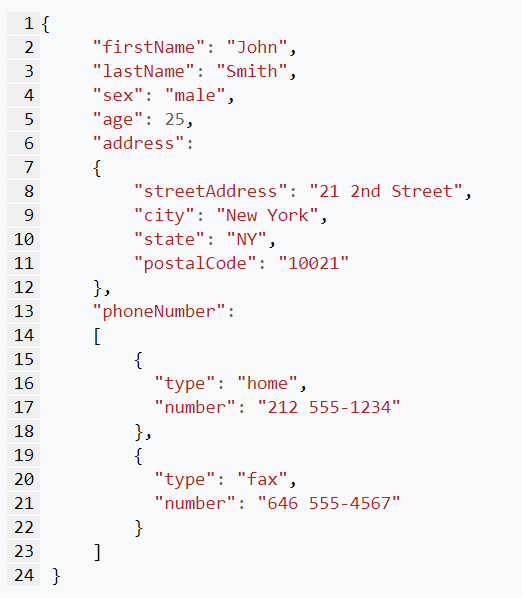 1 {
2     "firstName": "John",
3     "lastName": "Smith",
4     "sex": "male",
5     "age": 25,
6     "address":
7     {
8         "streetAddress": "21 2nd Street",
9         "city": "New York",
10         "state": "NY",
11         "postalCode": "10021"
12     },
13     "phoneNumber":
14     [
15         {
16           "type": "home",
17           "number": "212 555-1234"
18         },
19         {
20           "type": "fax",
21           "number": "646 555-4567"
22         }
23     ]
24 }